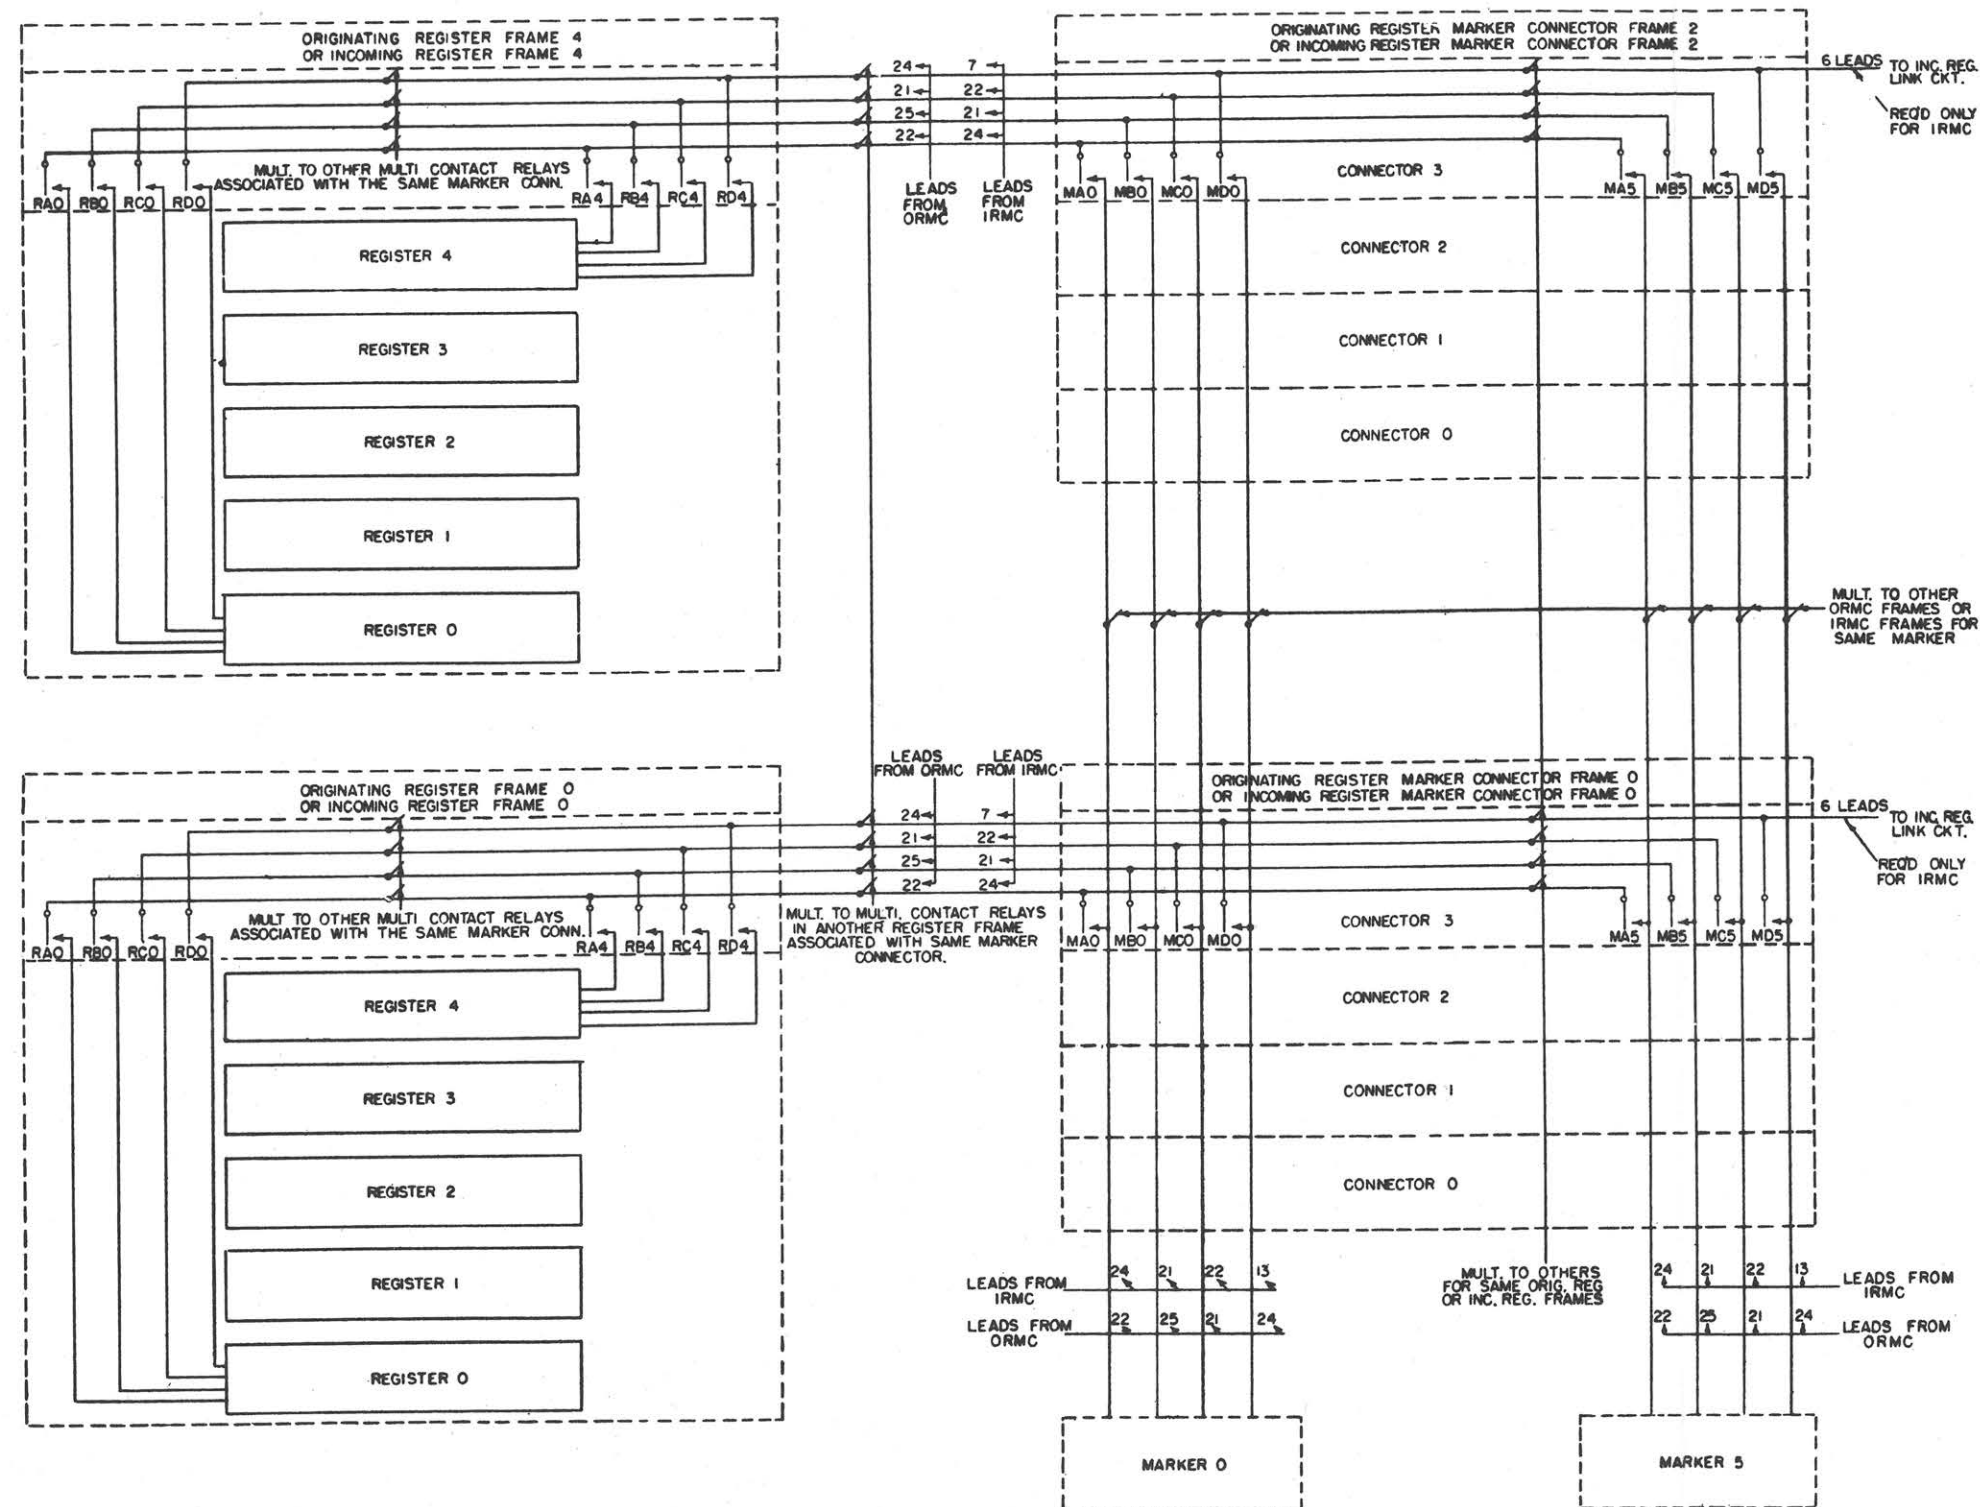 ORIGINATING REGISTER FRAME 4
OR INCOMING REGISTER FRAME 4
MULT. TO OTHER MULTI CONTACT RELAYS
ASSOCIATED WITH THE SAME MARKER CONN.
RA0 RB0 RC0 RD0
RA4 RB4 RC4 RD4
REGISTER 4
REGISTER 3
REGISTER 2
REGISTER 1
REGISTER 0
24 7
21 22
25 21
22 24
LEADS
FROM
ORMC
LEADS
FROM
IRMC
ORIGINATING REGISTER MARKER CONNECTOR FRAME 2
OR INCOMING REGISTER MARKER CONNECTOR FRAME 2
6 LEADS
TO INC. REG.
LINK CKT.
REQ'D ONLY
FOR IRMC
MA0 MB0 MC0 MD0
CONNECTOR 3
MA5 MB5 MC5 MD5
CONNECTOR 2
CONNECTOR 1
CONNECTOR 0
MULT. TO OTHER
ORMC FRAMES OR
IRMC FRAMES FOR
SAME MARKER
ORIGINATING REGISTER FRAME 0
OR INCOMING REGISTER FRAME 0
MULT TO OTHER MULTI CONTACT RELAYS
ASSOCIATED WITH THE SAME MARKER CONN.
RA0 RB0 RC0 RD0
RA4 RB4 RC4 RD4
REGISTER 4
REGISTER 3
REGISTER 2
REGISTER 1
REGISTER 0
LEADS
FROM ORMC
LEADS
FROM IRMC
24 7
21 22
25 21
22 24
MULT. TO MULTI. CONTACT RELAYS
IN ANOTHER REGISTER FRAME
ASSOCIATED WITH SAME MARKER
CONNECTOR.
ORIGINATING REGISTER MARKER CONNECTOR FRAME 0
OR INCOMING REGISTER MARKER CONNECTOR FRAME 0
6 LEADS
TO INC. REG.
LINK CKT.
REQ'D ONLY
FOR IRMC
MA0 MB0 MC0 MD0
CONNECTOR 3
MA5 MB5 MC5 MD5
CONNECTOR 2
CONNECTOR 1
CONNECTOR 0
LEADS FROM
IRMC
24 21 22 13
LEADS FROM
ORMC
22 25 21 24
MULT. TO OTHERS
FOR SAME ORIG. REG
OR INC. REG. FRAMES
24 21 22 13
LEADS FROM
IRMC
22 25 21 24
LEADS FROM
ORMC
MARKER 0
MARKER 5